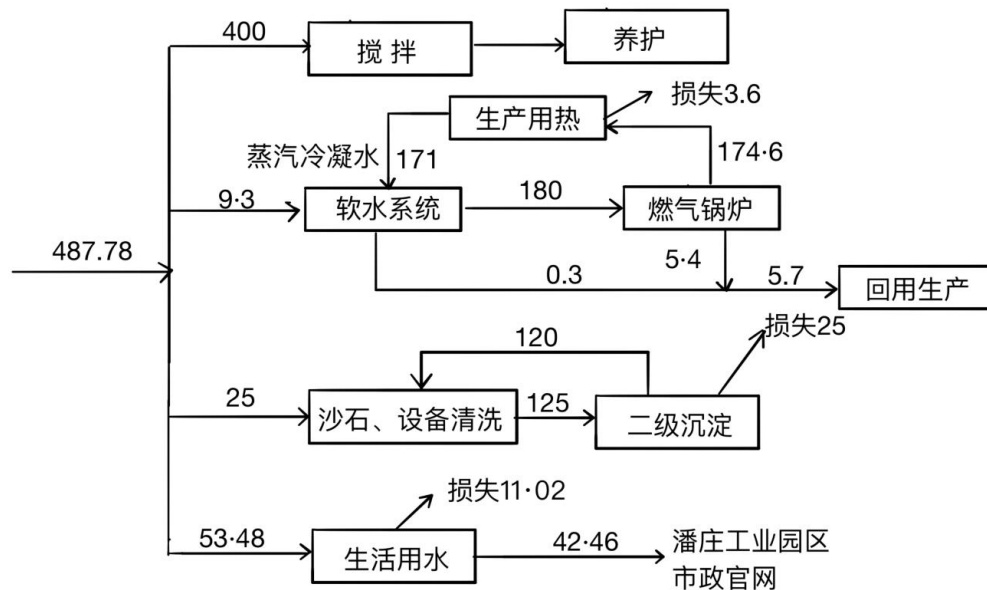 400
搅 拌
养护
生产用热
损失3.6
蒸汽冷凝水
171
174·6
9·3
软水系统
180
燃气锅炉
487.78
0.3
5·4
5.7
回用生产
120
损失25
25
沙石、设备清洗
125
二级沉淀
损失11·02
53·48
生活用水
42·46
潘庄工业园区
市政官网